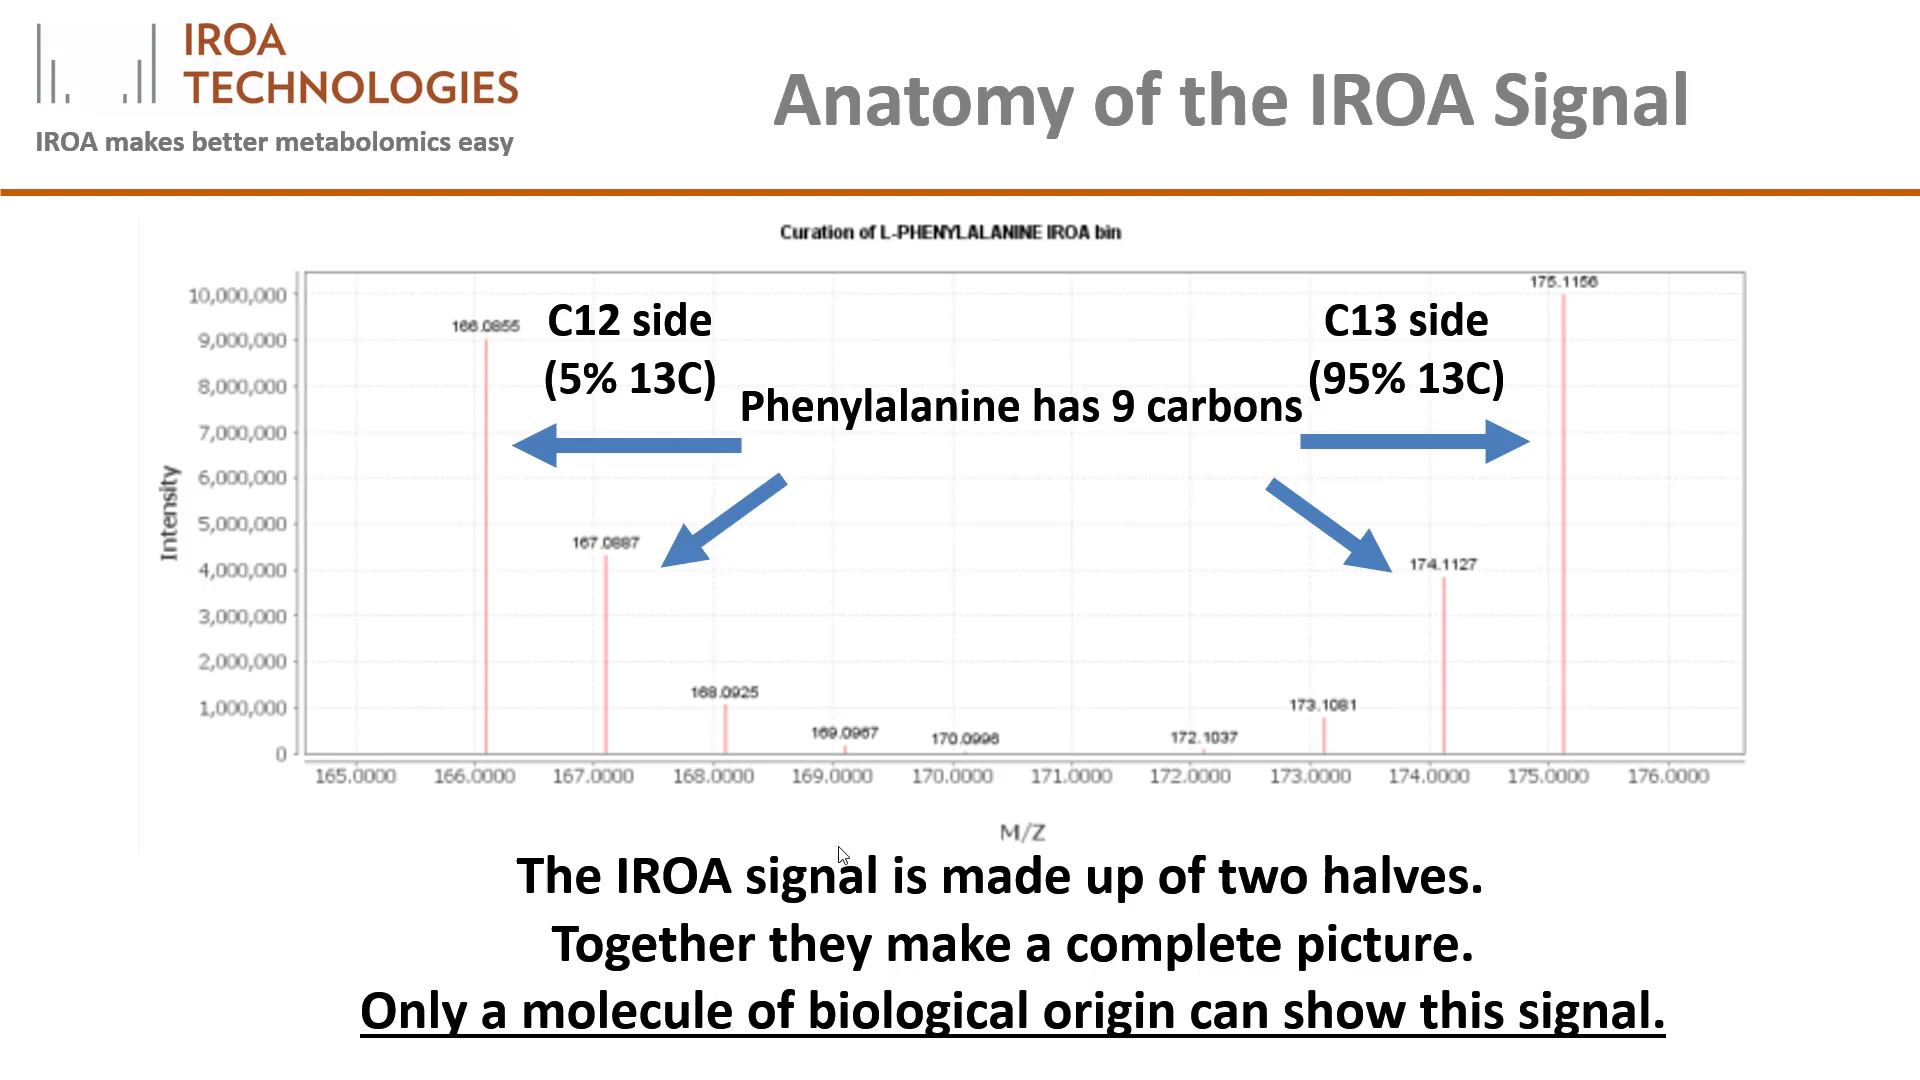 IROA
TECHNOLOGIES
IROA makes better metabolomics easy
Anatomy of the IROA Signal
Curation of L-PHENYLALANINE IROA bin
175.1156
10,000,000
166.0855
C12 side
C13 side
9,000,000
(5% 13C)
(95% 13C)
8,000,000
Phenylalanine has 9 carbons
7,000,000
6,000,000
Intensity
5,000,000
167.0887
174.1127
4,000,000
3,000,000
2,000,000
168.0925
173.1081
1,000,000
169.0967
170.0996
172.1037
0
165.0000 166.0000 167.0000 168.0000 169.0000 170.0000 171.0000 172.0000 173.0000 174.0000 175.0000 176.0000
M/Z
The IROA signal is made up of two halves.
Together they make a complete picture.
Only a molecule of biological origin can show this signal.